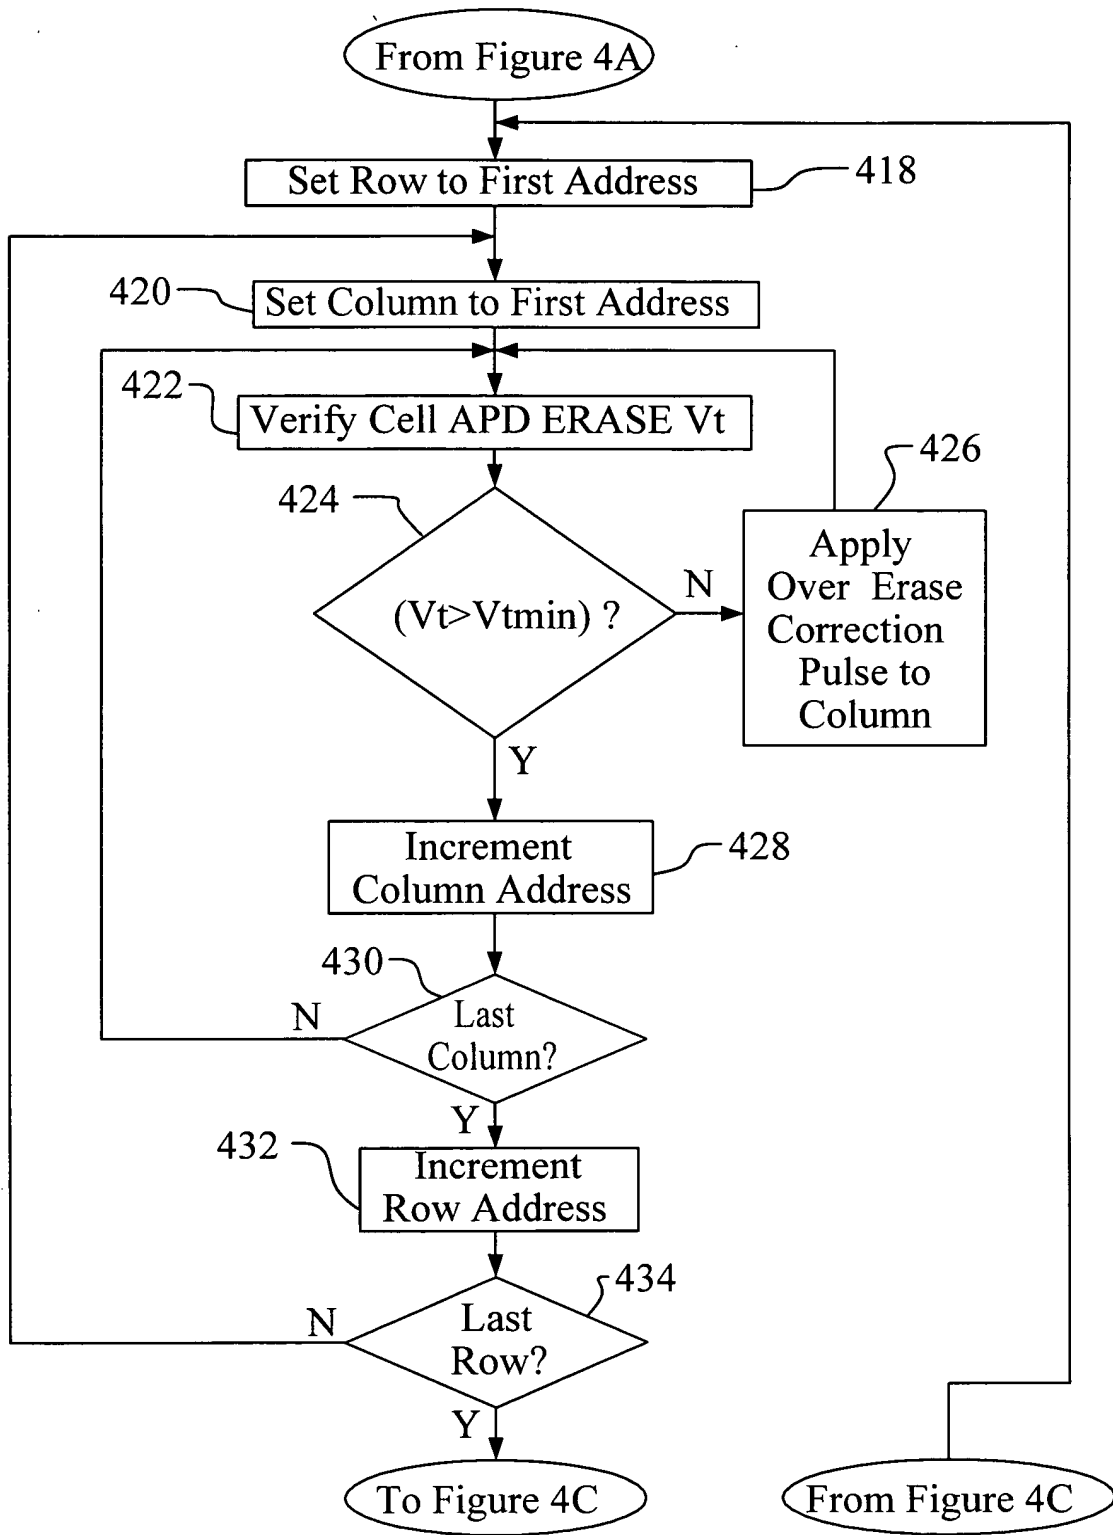 From Figure 4A
Set Row to First Address
418
420
Set Column to First Address
422
Verify Cell APD ERASE Vt
424
(Vt>Vtmin) ?
N
426
Apply
Over Erase
Correction
Pulse to
Column
Y
Increment
Column Address
428
430
Last
Column?
N
Y
432
Increment
Row Address
434
Last
Row?
N
Y
To Figure 4C
From Figure 4C